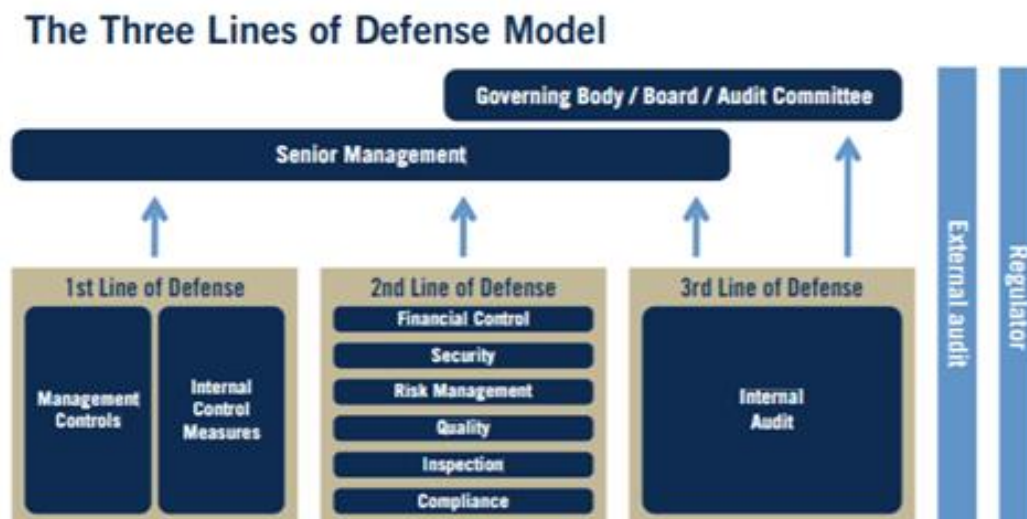 The Three Lines of Defense Model
Governing Body / Board / Audit Committee
Senior Management
1st Line of Defense
Management
Controls
Internal
Control
Measures
2nd Line of Defense
Financial Control
Security
Risk Management
Quality
Inspection
Compliance
3rd Line of Defense
Internal
Audit
External audit
Regulator